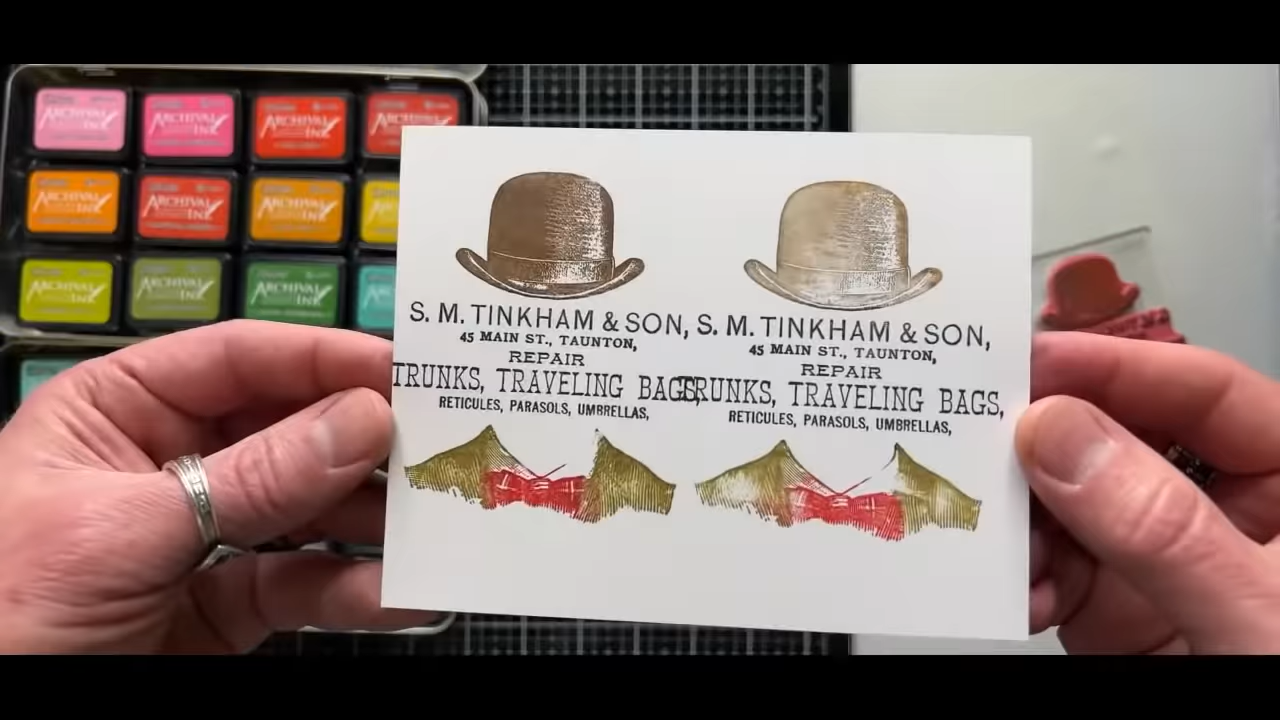 ARCHIVAL INK
ARCHIVAL INK
ARCHIVAL INK
ARCHIVAL INK
ARCHIVAL INK
ARCHIVAL INK
ARCHIVAL INK
ARCHIVAL INK
ARCHIVAL INK
ARCHIVAL INK
S. M. TINKHAM & SON, S. M. TINKHAM & SON,
45 MAIN ST., TAUNTON, 45 MAIN ST., TAUNTON,
REPAIR REPAIR
TRUNKS, TRAVELING BAGS, TRUNKS, TRAVELING BAGS,
RETICULES, PARASOLS, UMBRELLAS, RETICULES, PARASOLS, UMBRELLAS,